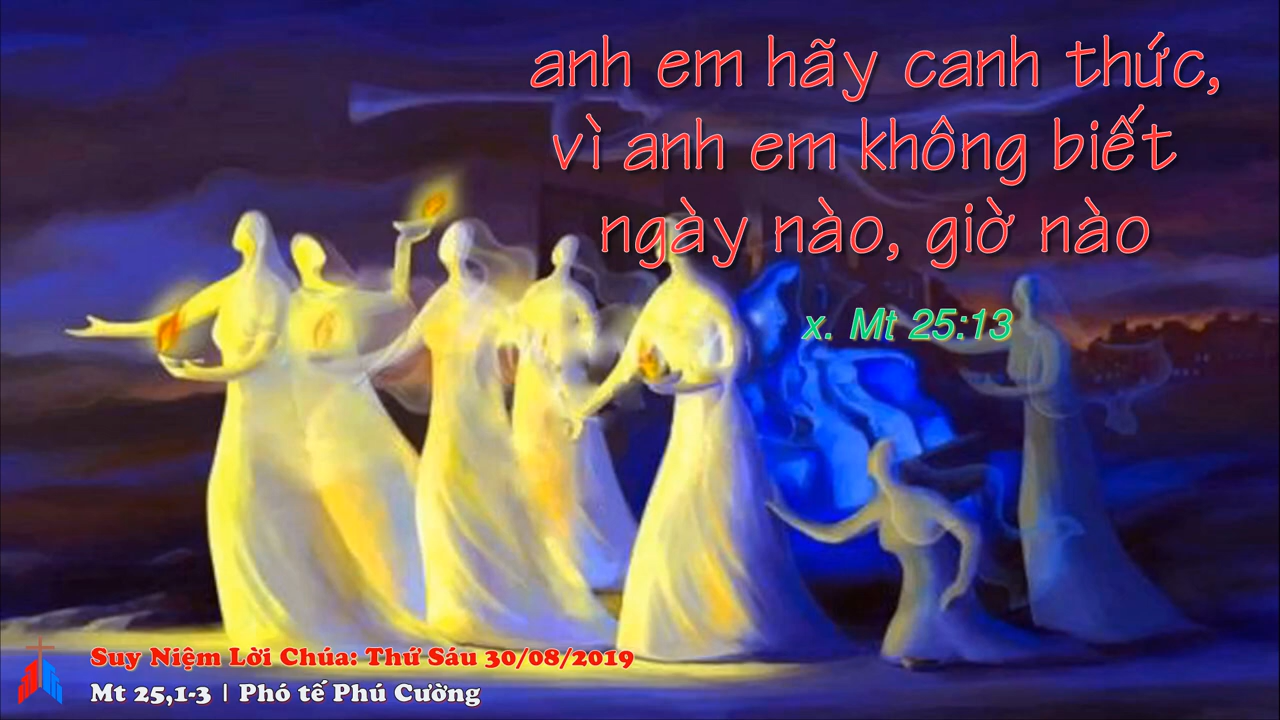 anh em hãy canh thức,
vì anh em không biết
ngày nào, giờ nào
x. Mt 25:13
Suy Niệm Lời Chúa: Thứ Sáu 30/08/2019
Mt 25,1-3 | Phó tế Phú Cường